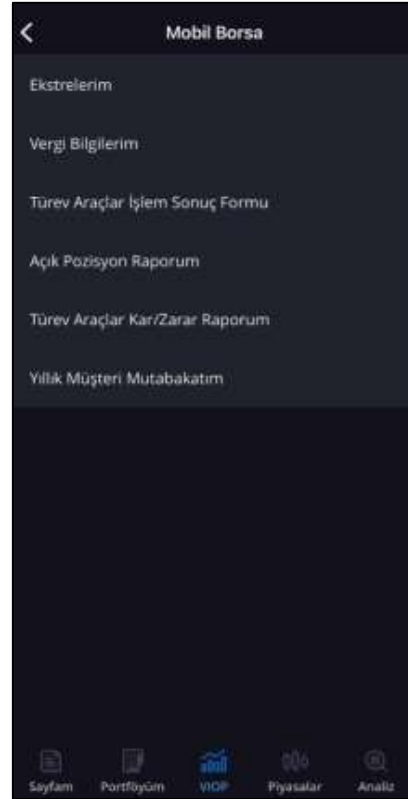 Mobil Borsa
Ekstrelerim
Vergi Bilgilerim
Türev Araçlar İşlem Sonuç Formu
Açık Pozisyon Raporum
Türev Araçlar Kar/Zarar Raporum
Yıllık Müşteri Mutabakatım
Sayfam Portföyüm VIOP Piyasalar Analiz